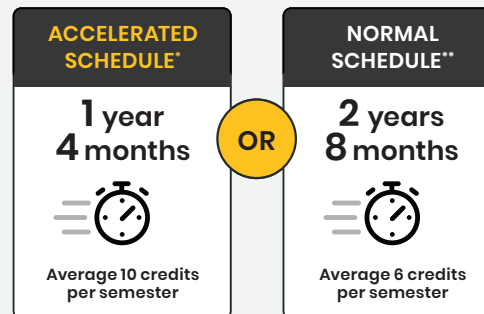 ACCELERATED
SCHEDULE*
1 year
4 months
Average 10 credits
per semester
OR
NORMAL
SCHEDULE**
2 years
8 months
Average 6 credits
per semester